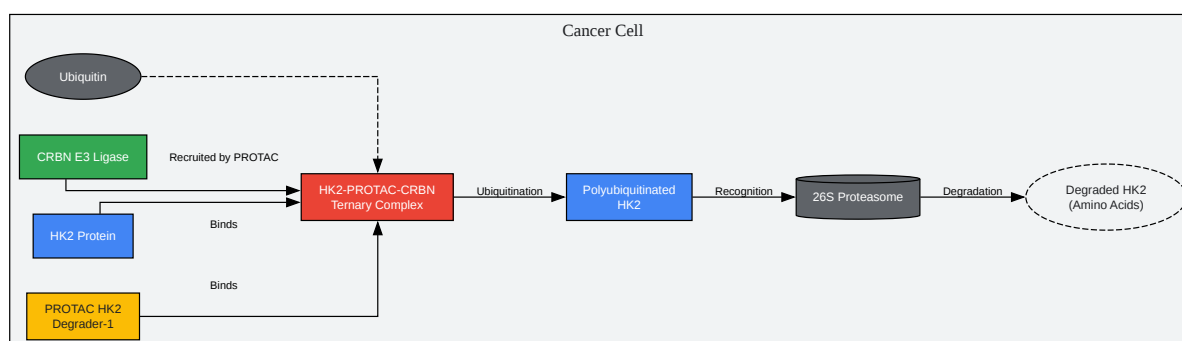 Cancer Cell
Ubiquitin
CRBN E3 Ligase
Recruited by PROTAC
HK2 Protein
Binds
Binds
PROTAC HK2
Degrader-1
HK2-PROTAC-CRBN
Ternary Complex
Ubiquitination
Polyubiquitinated
HK2
Recognition
26S Proteasome
Degradation
Degraded HK2
(Amino Acids)